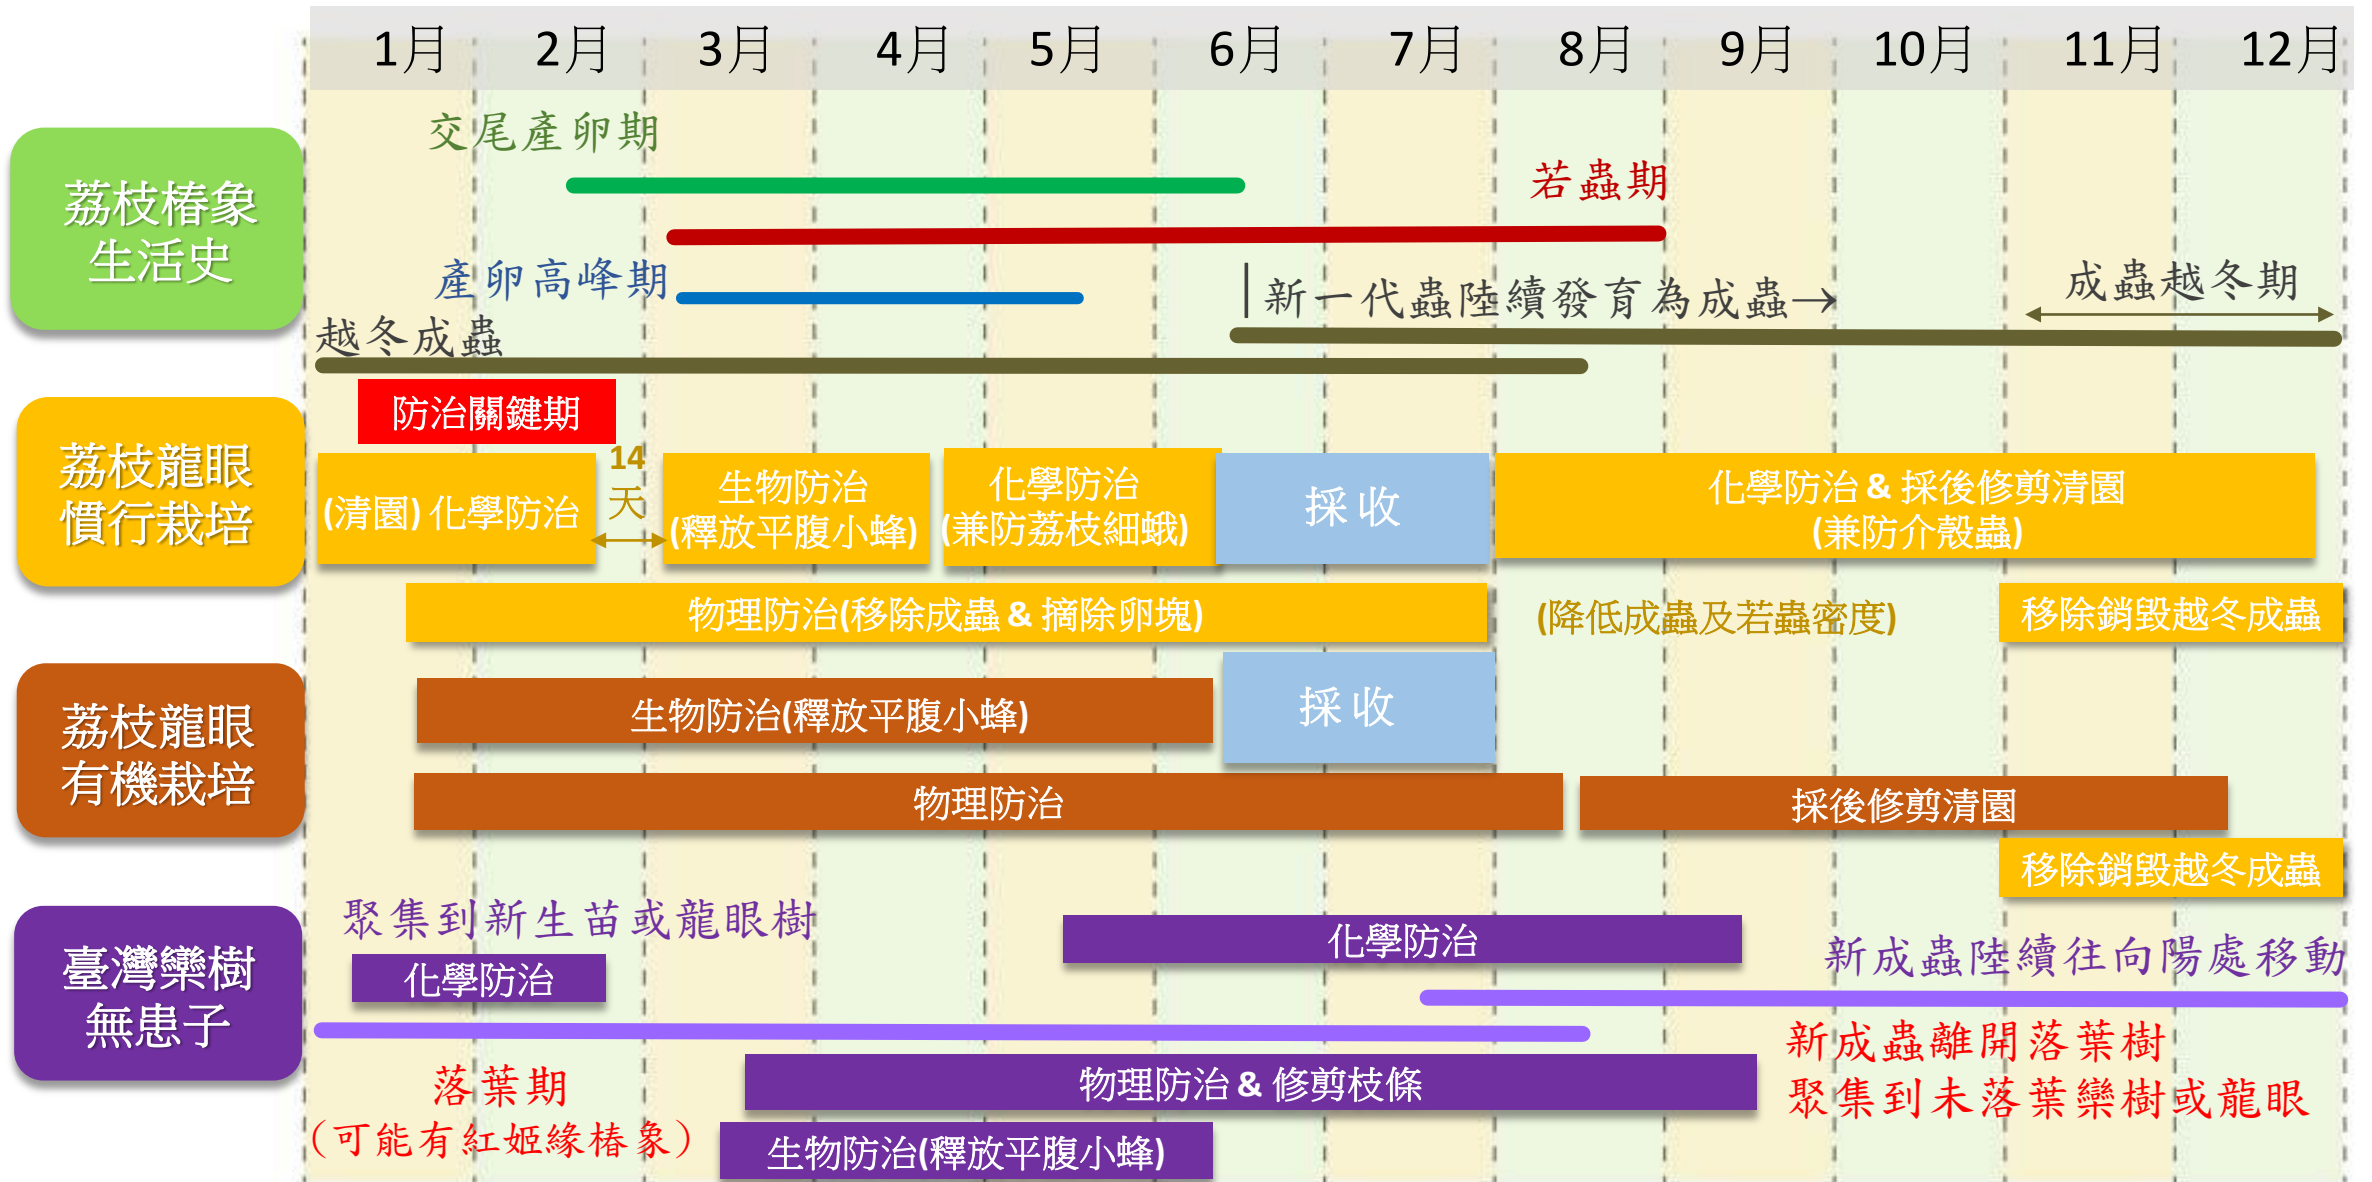 1月 2月 3月 4月 5月 6月 7月 8月 9月 10月 11月 12月
荔枝椿象
生活史
交尾產卵期
若蟲期
產卵高峰期
新一代蟲陸續發育為成蟲→
成蟲越冬期
越冬成蟲
荔枝龍眼
慣行栽培
防治關鍵期
(清園) 化學防治
14
天
生物防治
(釋放平腹小蜂)
化學防治
(兼防荔枝細蛾)
採收
化學防治 & 採後修剪清園
(兼防介殼蟲)
物理防治(移除成蟲 & 摘除卵塊)
(降低成蟲及若蟲密度)
移除銷毀越冬成蟲
荔枝龍眼
有機栽培
生物防治(釋放平腹小蜂)
採收
物理防治
採後修剪清園
移除銷毀越冬成蟲
臺灣欒樹
無患子
聚集到新生苗或龍眼樹
化學防治
化學防治
新成蟲陸續往向陽處移動
落葉期
（可能有紅姬緣椿象）
物理防治 & 修剪枝條
生物防治(釋放平腹小蜂)
新成蟲離開落葉樹
聚集到未落葉欒樹或龍眼